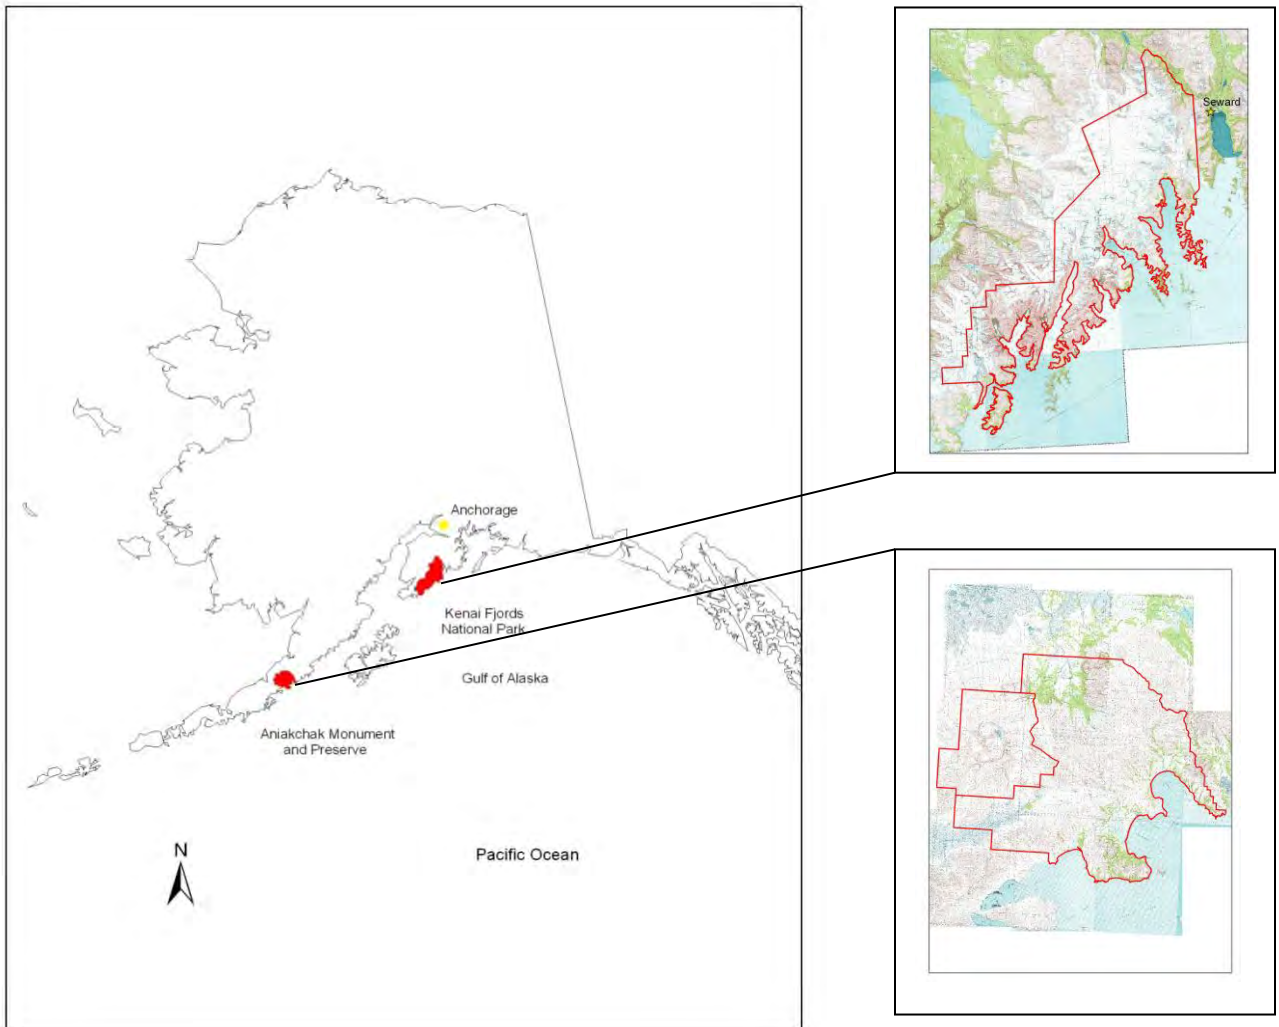 Seward
Anchorage
Kenai Fjords
National Park
Gulf of Alaska
Aniakchak Monument
and Preserve
N
Pacific Ocean